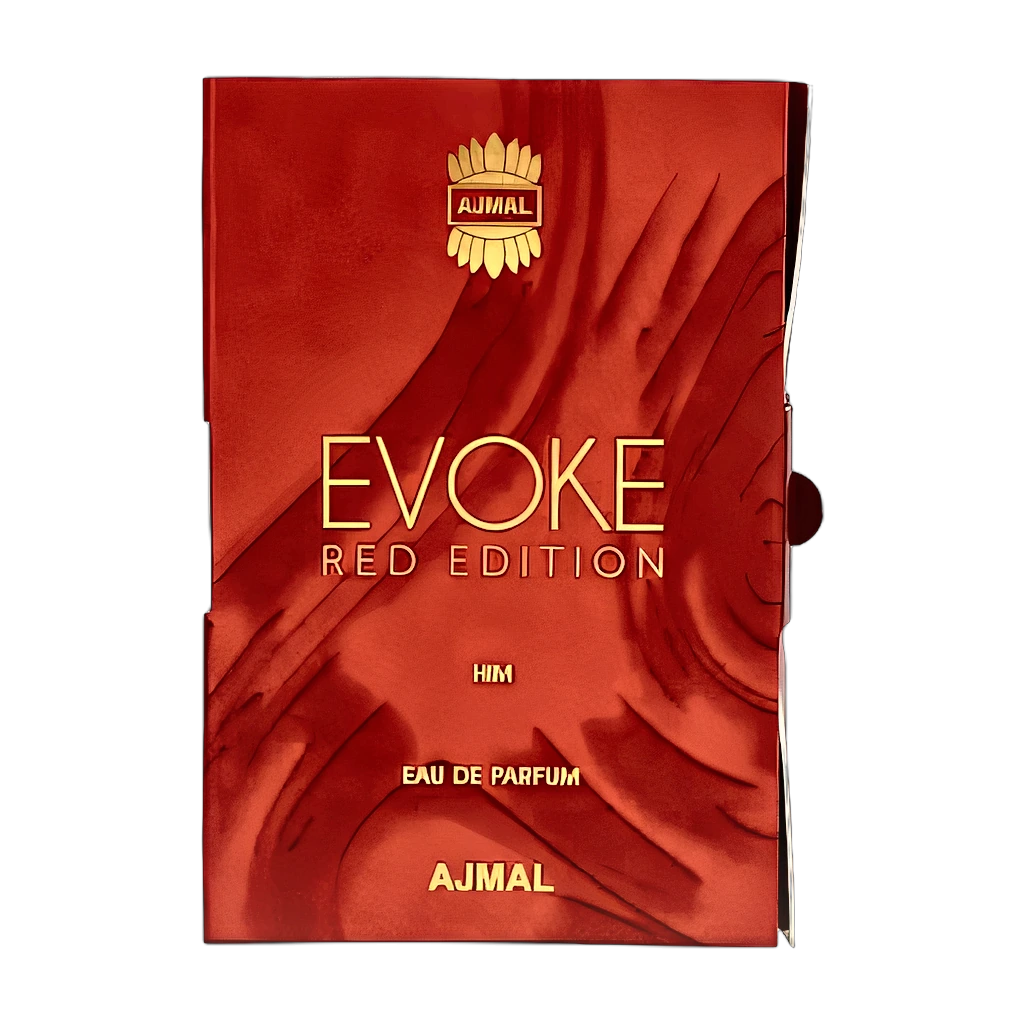 AJMAL
EVOKE
RED EDITION
HIM
EAU DE PARFUM
AJMAL